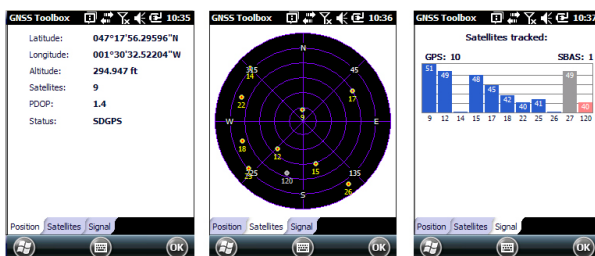 GNSS Toolbox 10:35
Latitude: 047°17'56.29596"N
Longitude: 001°30'32.52204"W
Altitude: 294.947 ft
Satellites: 9
PDOP: 1.4
Status: SDGPS
Position Satellites Signal
OK
GNSS Toolbox 10:36
N
315 45
14
17
22
9
W E
18
12
15
225 135
25
120
26
S
Position Satellites Signal
OK
GNSS Toolbox 10:37
Satellites tracked:
GPS: 10 SBAS: 1
51 49 48 45 42 40 41 49 40
9 12 14 15 17 18 22 25 26 27 120
Position Satellites Signal
OK